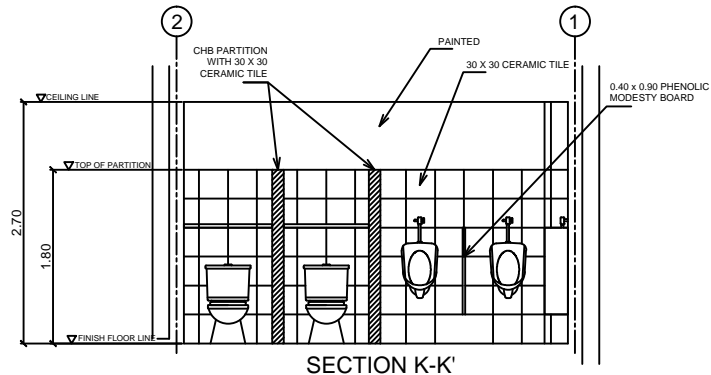 2
1
CHB PARTITION
WITH 30 X 30
CERAMIC TILE
PAINTED
30 X 30 CERAMIC TILE
0.40 x 0.90 PHENOLIC
MODESTY BOARD
CEILING LINE
TOP OF PARTITION
2.70
1.80
FINISH FLOOR LINE
SECTION K-K'